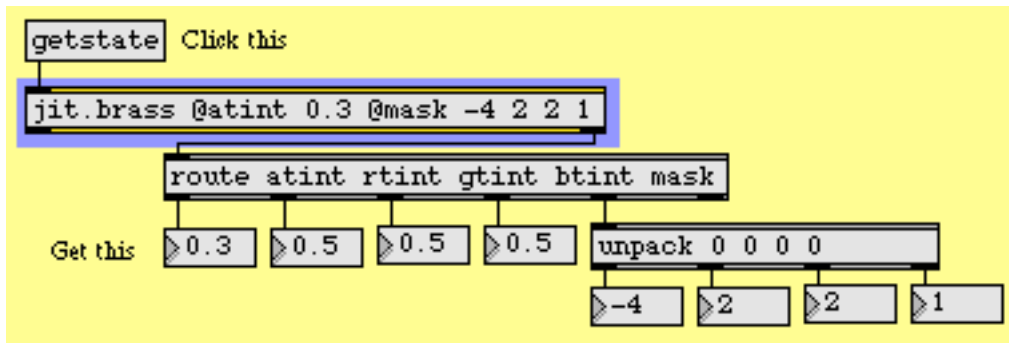 getstate Click this
jit.brass @atint 0.3 @mask -4 2 2 1
route atint rtint gtint btint mask
Get this 0.3 0.5 0.5 0.5 unpack 0 0 0 0
-4 2 2 1